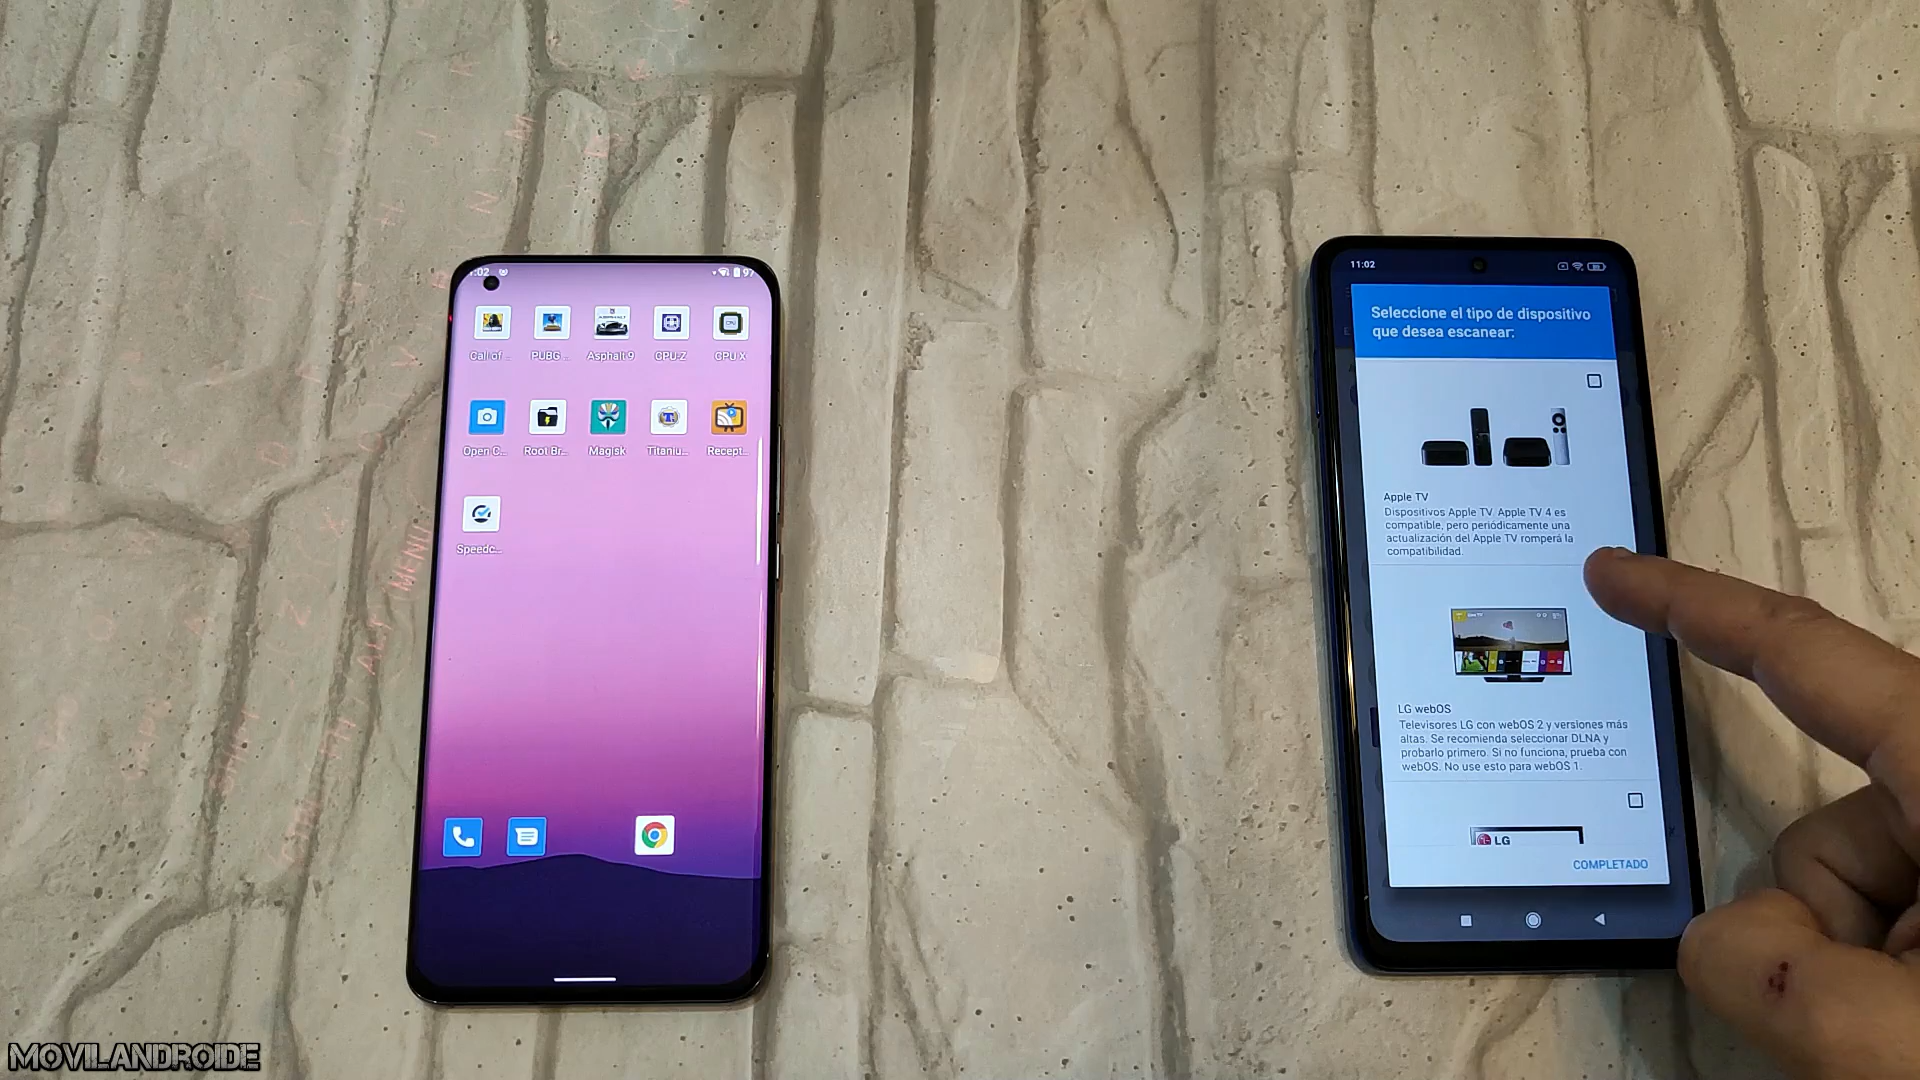 :02
97
Call of ...
PUBG ...
Asphalt 9
CPU-Z
CPU X
Open C...
Root Br...
Magisk
Titaniu...
Recept...
Speedc...
11:02
Seleccione el tipo de dispositivo
que desea escanear:
Apple TV
Dispositivos Apple TV. Apple TV 4 es
compatible, pero periódicamente una
actualización del Apple TV romperá la
compatibilidad.
LG webOS
Televisores LG con webOS 2 y versiones más
altas. Se recomienda seleccionar DLNA y
probarlo primero. Si no funciona, prueba con
webOS. No use esto para webOS 1.
LG
COMPLETADO
MOVILANDROIDE